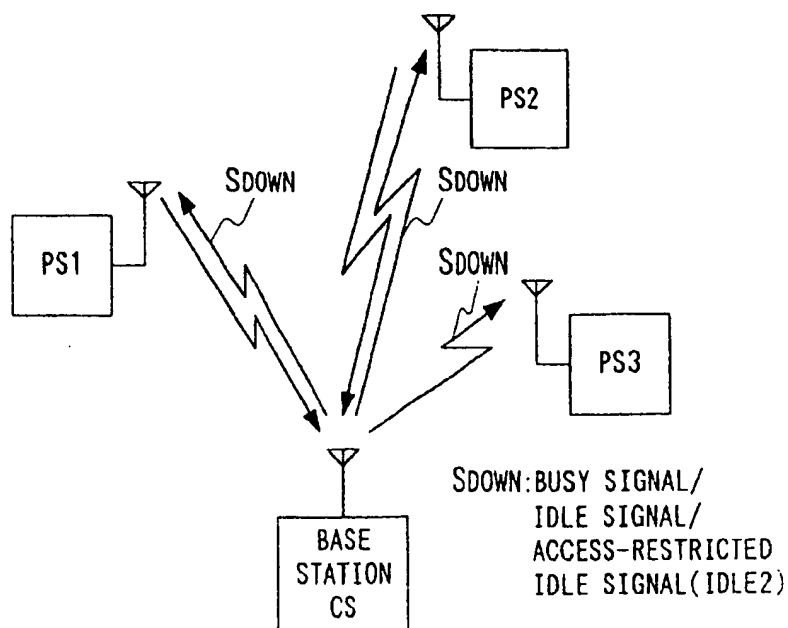 PS2
SDOWN
SDOWN
PS1
SDOWN
PS3
SDOWN:BUSY SIGNAL/
IDLE SIGNAL/
ACCESS-RESTRICTED
IDLE SIGNAL(IDLE2)
BASE
STATION
CS